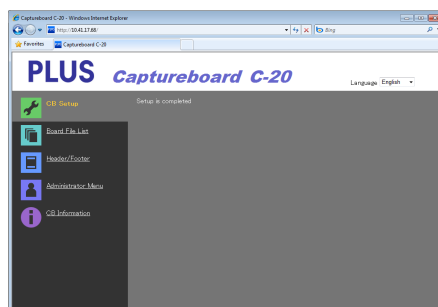 Captureboard C-20 - Windows Internet Explorer
http://10.41.17.68/
Bing
Favorites
Captureboard C-20
PLUS Captureboard C-20
Language English
CB Setup
Setup is completed
Board File List
Header/Footer
Administrator Menu
CB Information